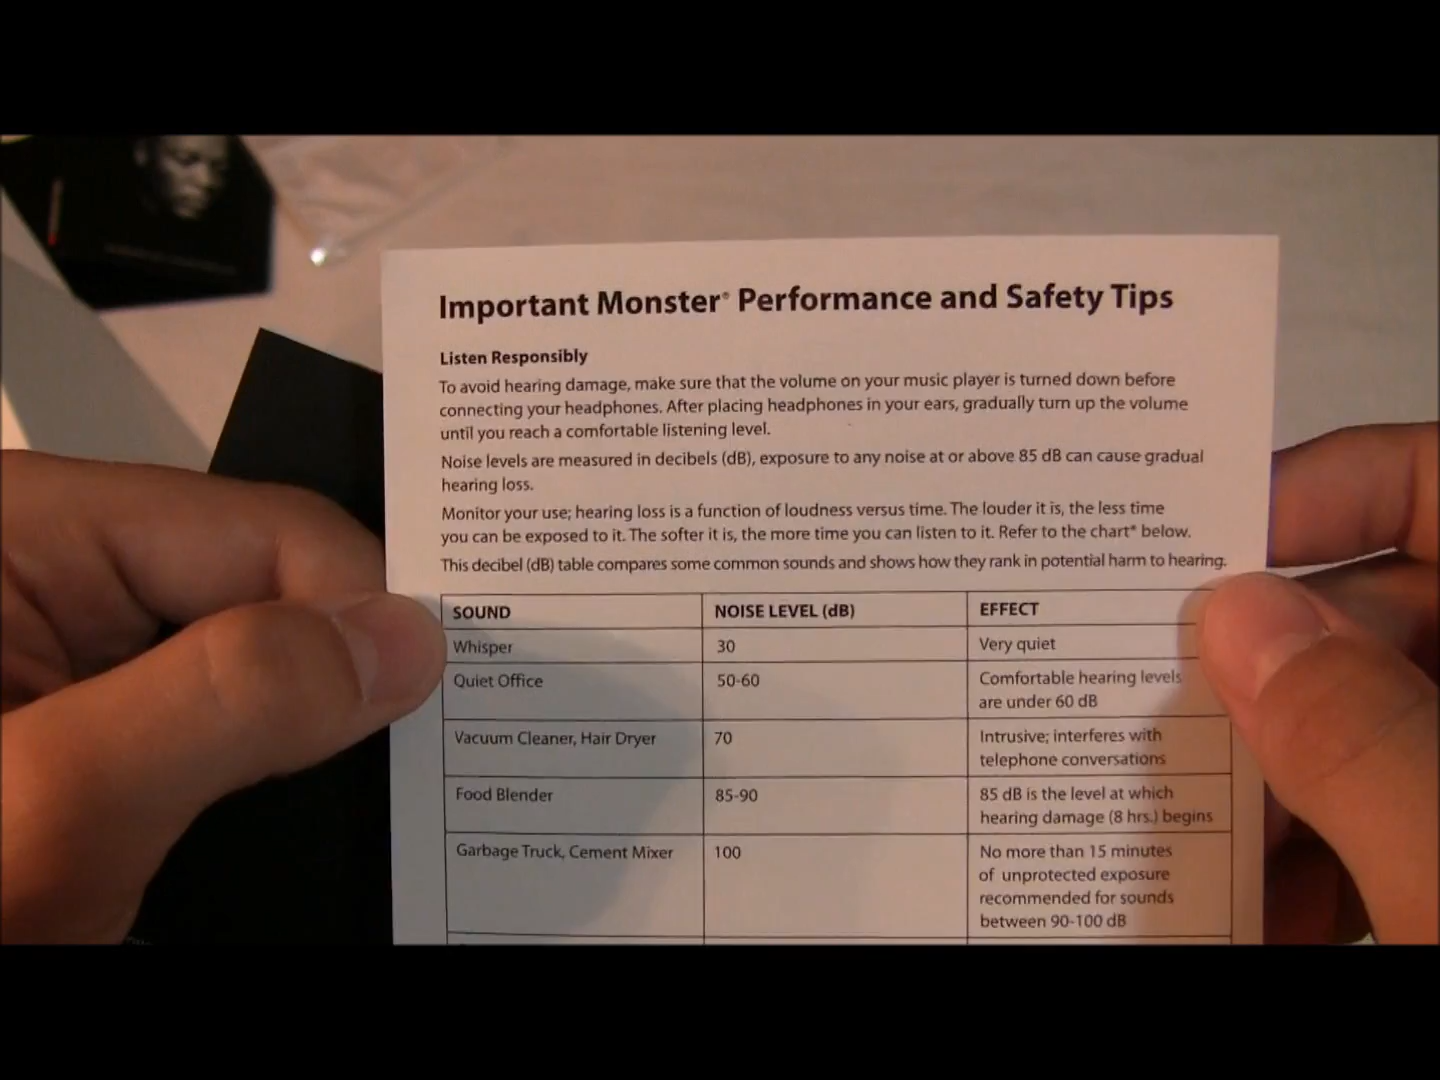 Important Monster® Performance and Safety Tips
Listen Responsibly
To avoid hearing damage, make sure that the volume on your music player is turned down before
connecting your headphones. After placing headphones in your ears, gradually turn up the volume
until you reach a comfortable listening level.
Noise levels are measured in decibels (dB), exposure to any noise at or above 85 dB can cause gradual
hearing loss.
Monitor your use; hearing loss is a function of loudness versus time. The louder it is, the less time
you can be exposed to it. The softer it is, the more time you can listen to it. Refer to the chart* below.
This decibel (dB) table compares some common sounds and shows how they rank in potential harm to hearing.
SOUND NOISE LEVEL (dB) EFFECT
Whisper 30 Very quiet
Quiet Office 50-60 Comfortable hearing levels
are under 60 dB
Vacuum Cleaner, Hair Dryer 70 Intrusive; interferes with
telephone conversations
Food Blender 85-90 85 dB is the level at which
hearing damage (8 hrs.) begins
Garbage Truck, Cement Mixer 100 No more than 15 minutes
of unprotected exposure
recommended for sounds
between 90-100 dB